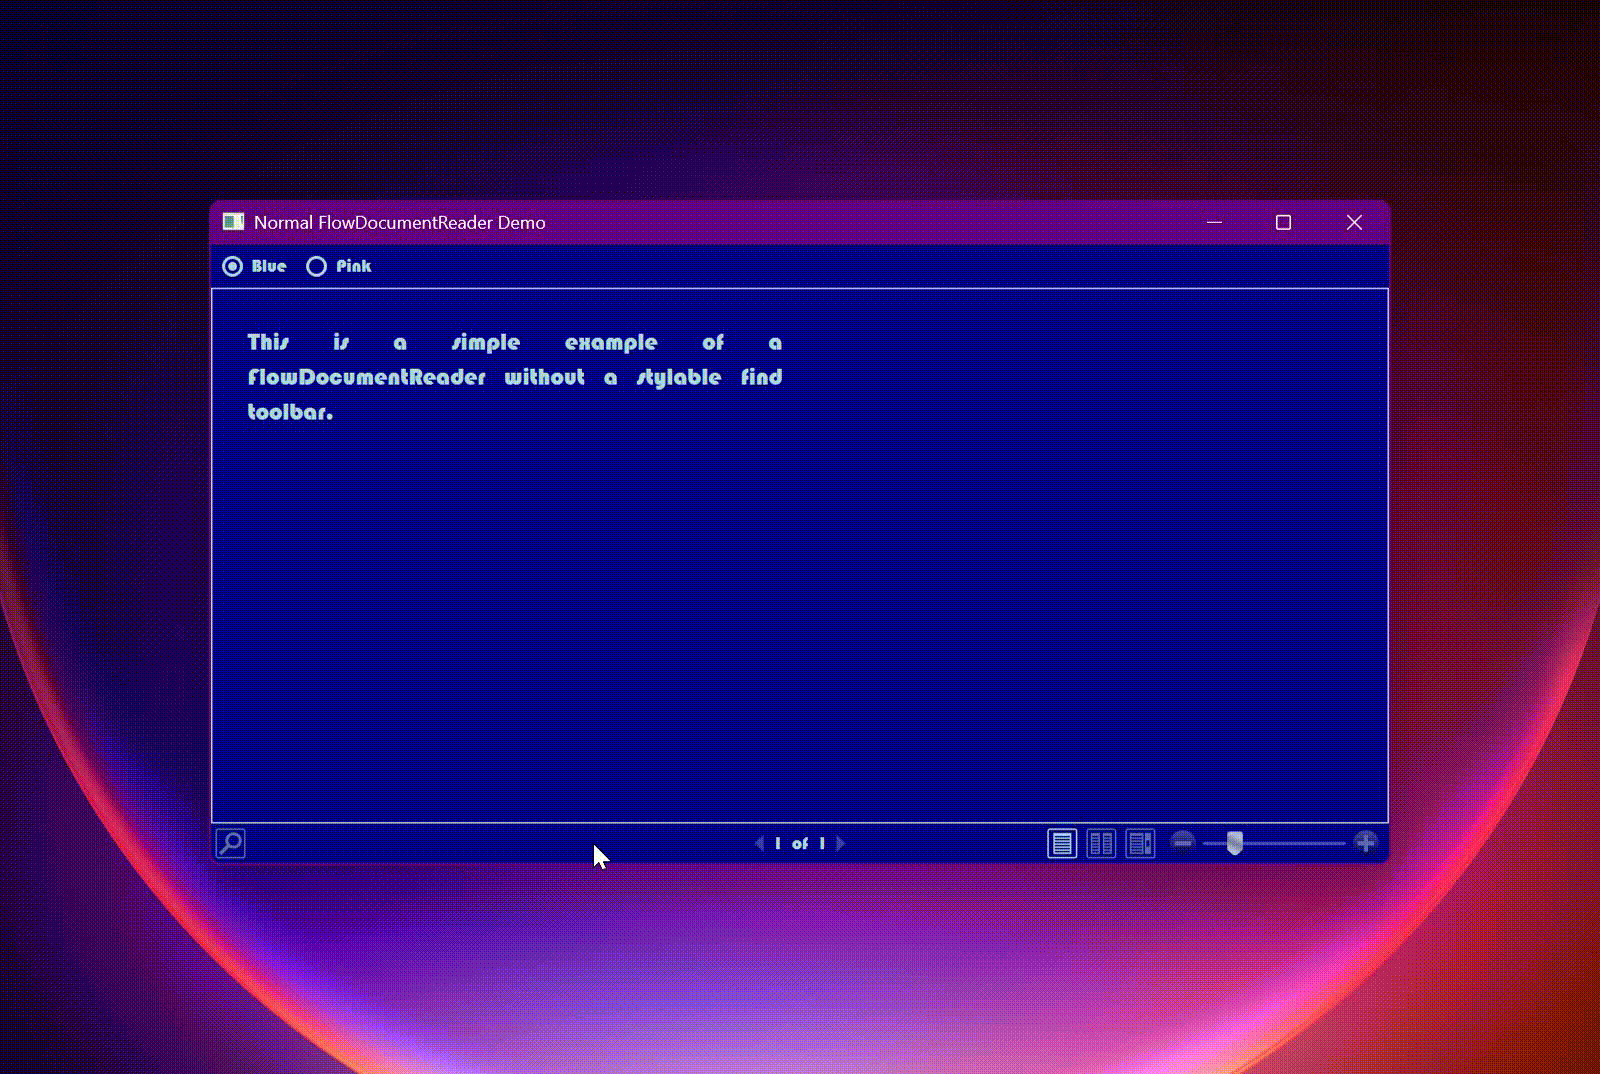 Normal FlowDocumentReader Demo
Blue Pink
This is a simple example of a
FlowDocumentReader without a stylable find
toolbar.
1 of 1